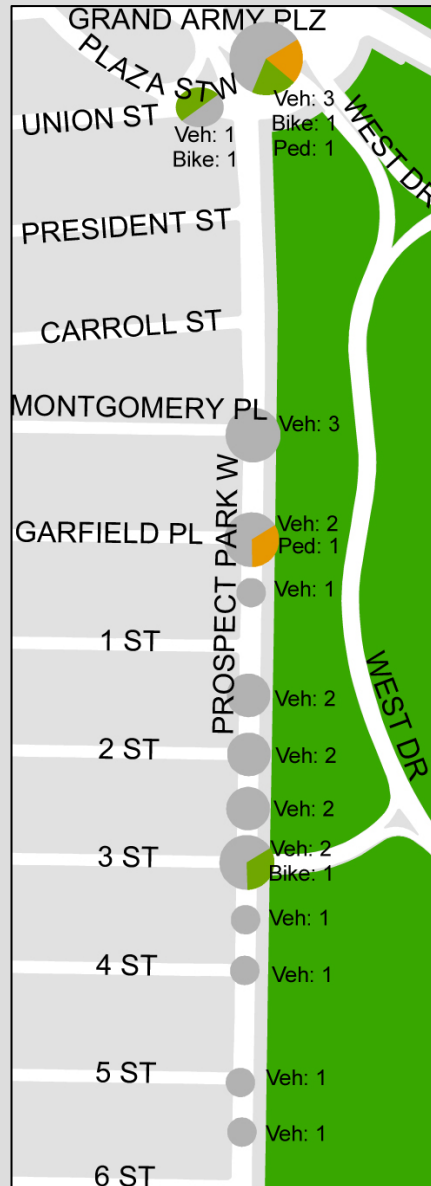 GRAND ARMY PLZ
PLAZA ST W
UNION ST
Veh: 1
Bike: 1
Veh: 3
Bike: 1
Ped: 1
WEST DR
PRESIDENT ST
CARROLL ST
MONTGOMERY PL
Veh: 3
PROSPECT PARK W
GARFIELD PL
Veh: 2
Ped: 1
Veh: 1
1 ST
WEST DR
Veh: 2
2 ST
Veh: 2
Veh: 2
3 ST
Veh: 2
Bike: 1
Veh: 1
4 ST
Veh: 1
5 ST
Veh: 1
Veh: 1
6 ST